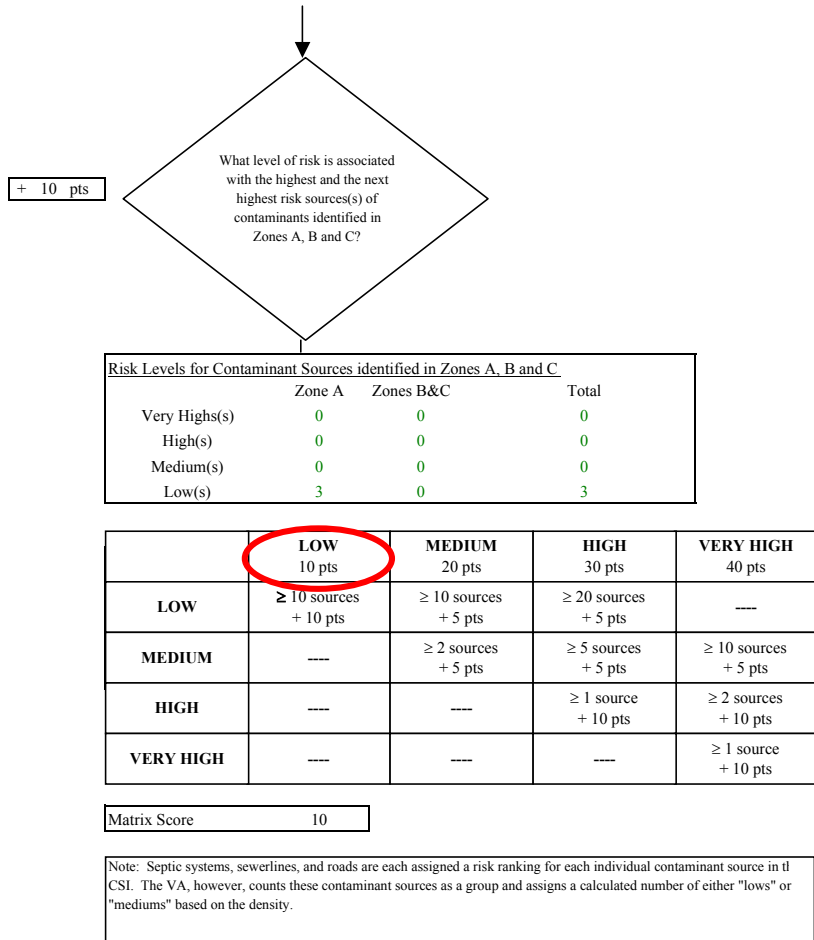 What level of risk is associated
with the highest and the next
highest risk sources(s) of
contaminants identified in
Zones A, B and C?
+ 10 pts
Risk Levels for Contaminant Sources identified in Zones A, B and C
Zone A Zones B&C Total
Very Highs(s) 0 0 0
High(s) 0 0 0
Medium(s) 0 0 0
Low(s) 3 0 3
LOW MEDIUM HIGH VERY HIGH
10 pts 20 pts 30 pts 40 pts
LOW ≥ 10 sources + 10 pts ≥ 10 sources + 5 pts ≥ 20 sources + 5 pts ----
MEDIUM ---- ≥ 2 sources + 5 pts ≥ 5 sources + 5 pts ≥ 10 sources + 5 pts
HIGH ---- ---- ≥ 1 source + 10 pts ≥ 2 sources + 10 pts
VERY HIGH ---- ---- ---- ≥ 1 source + 10 pts
Matrix Score 10
Note: Septic systems, sewerlines, and roads are each assigned a risk ranking for each individual contaminant source in
CSI. The VA, however, counts these contaminant sources as a group and assigns a calculated number of either "lows" or
"mediums" based on the density.